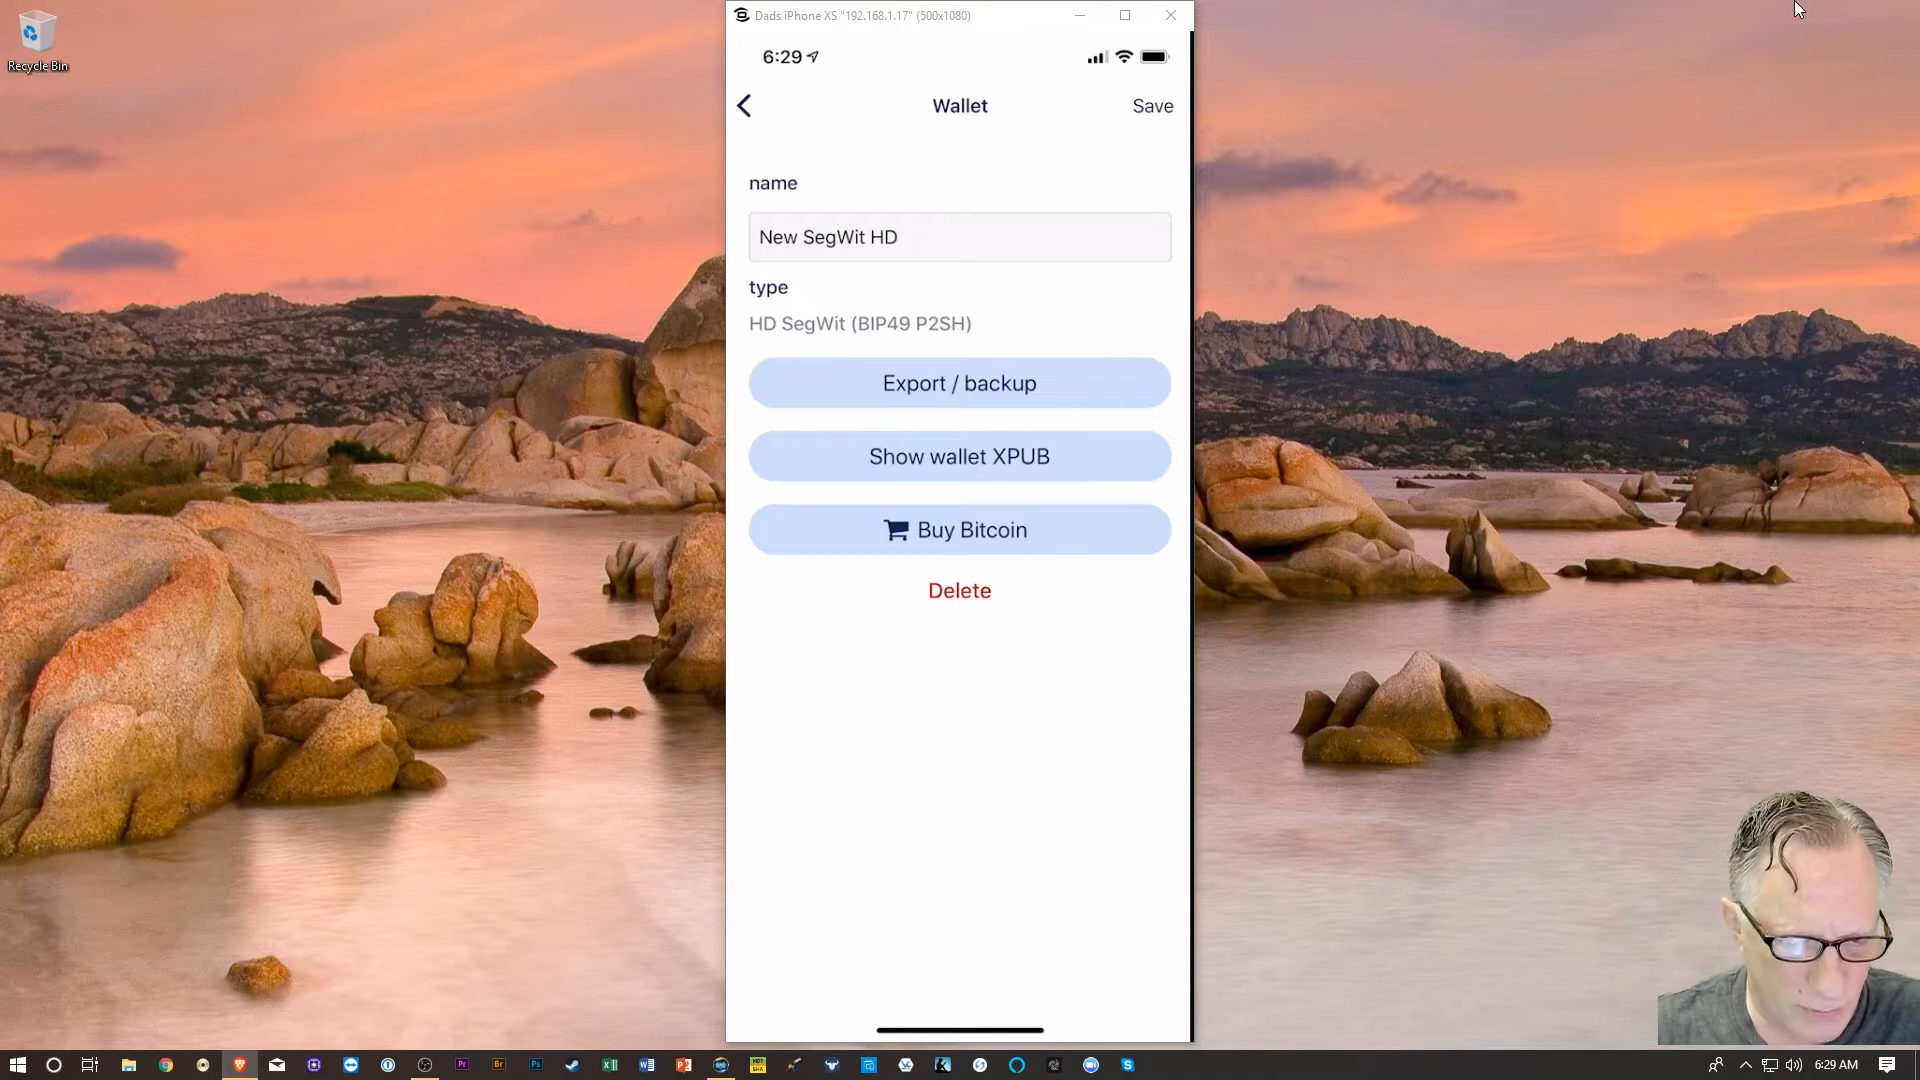 Recycle Bin
Dads iPhone XS "192.168.1.17" (500x1080)
6:29
Wallet
Save
name
New SegWit HD
type
HD SegWit (BIP49 P2SH)
Export / backup
Show wallet XPUB
Buy Bitcoin
Delete
6:29 AM